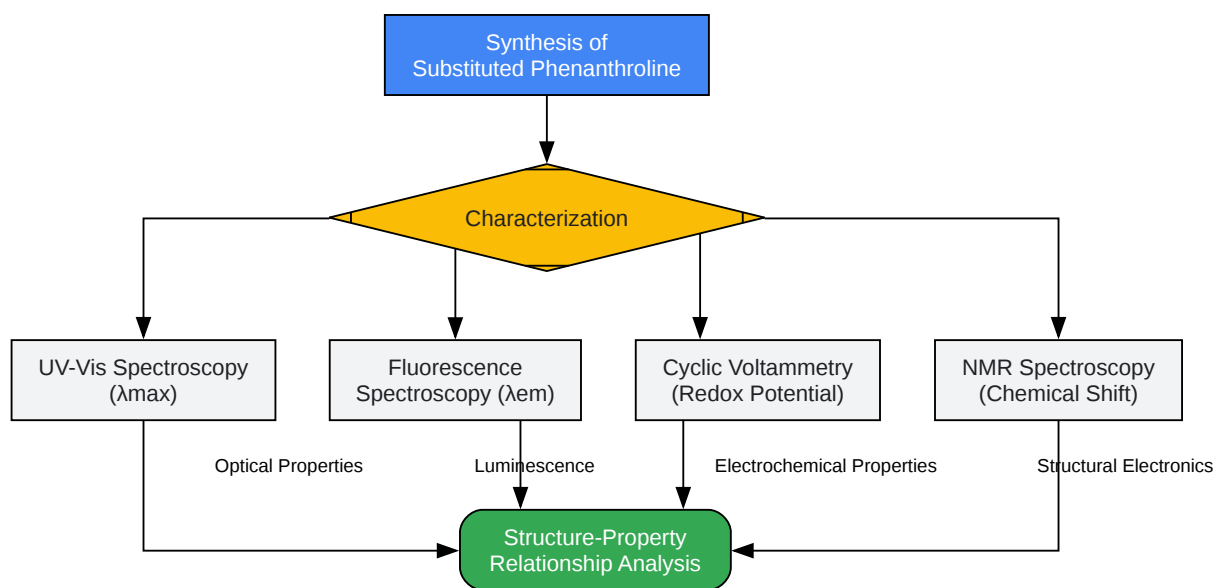 Synthesis of
Substituted Phenanthroline
Characterization
UV-Vis Spectroscopy
(λmax)
Fluorescence
Spectroscopy (λem)
Cyclic Voltammetry
(Redox Potential)
NMR Spectroscopy
(Chemical Shift)
Optical Properties
Luminescence
Electrochemical Properties
Structural Electronics
Structure-Property
Relationship Analysis